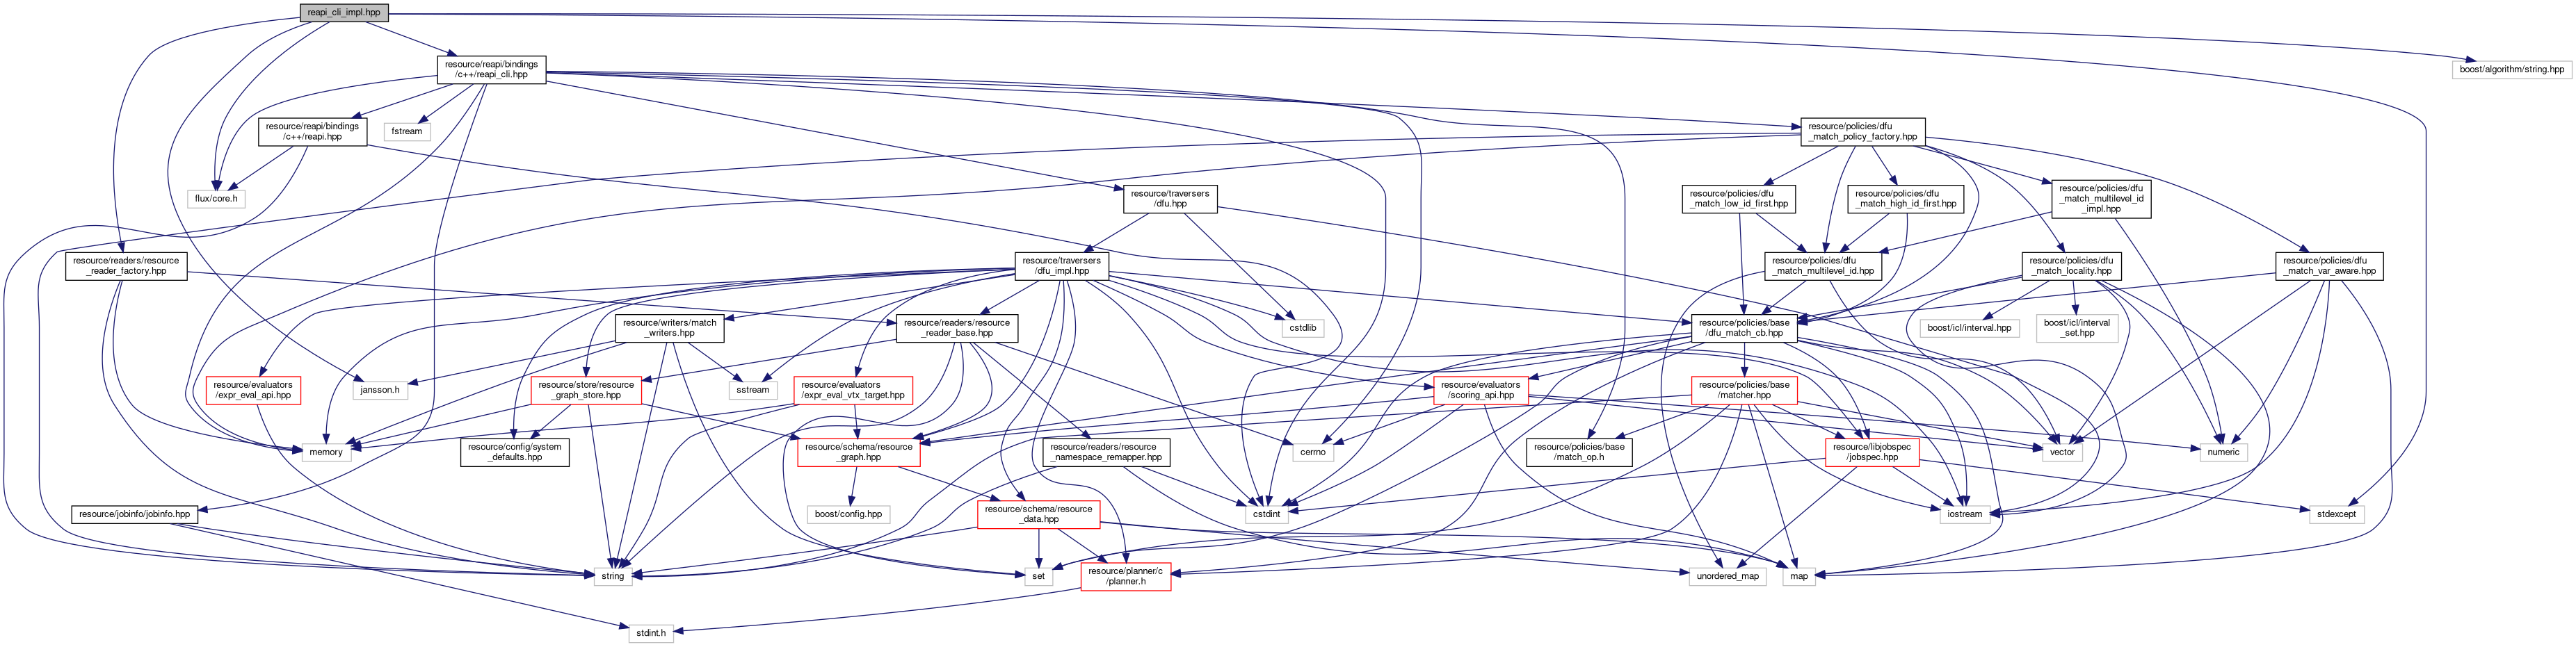 reapi_cli_impl.hpp
resource/reapi/bindings
/c++/reapi_cli.hpp
boost/algorithm/string.hpp
resource/reapi/bindings
/c++/reapi.hpp
fstream
resource/policies/dfu
_match_policy_factory.hpp
flux/core.h
resource/traversers
/dfu.hpp
resource/policies/dfu
_match_low_id_first.hpp
resource/policies/dfu
_match_high_id_first.hpp
resource/policies/dfu
_match_multilevel_id
_impl.hpp
resource/readers/resource
_reader_factory.hpp
resource/traversers
/dfu_impl.hpp
resource/policies/dfu
_match_multilevel_id.hpp
resource/policies/dfu
_match_locality.hpp
resource/policies/dfu
_match_var_aware.hpp
resource/writers/match
_writers.hpp
resource/readers/resource
_reader_base.hpp
cstdlib
resource/policies/base
/dfu_match_cb.hpp
boost/icl/interval.hpp
boost/icl/interval
_set.hpp
resource/evaluators
/expr_eval_api.hpp
jansson.h
resource/store/resource
_graph_store.hpp
sstream
resource/evaluators
/expr_eval_vtx_target.hpp
resource/evaluators
/scoring_api.hpp
resource/policies/base
/matcher.hpp
memory
resource/config/system
_defaults.hpp
resource/schema/resource
_graph.hpp
resource/readers/resource
_namespace_remapper.hpp
cerrno
resource/policies/base
/match_op.h
resource/libjobspec
/jobspec.hpp
vector
numeric
resource/jobinfo/jobinfo.hpp
boost/config.hpp
resource/schema/resource
_data.hpp
cstdint
iostream
stdexcept
string
set
resource/planner/c
/planner.h
unordered_map
map
stdint.h